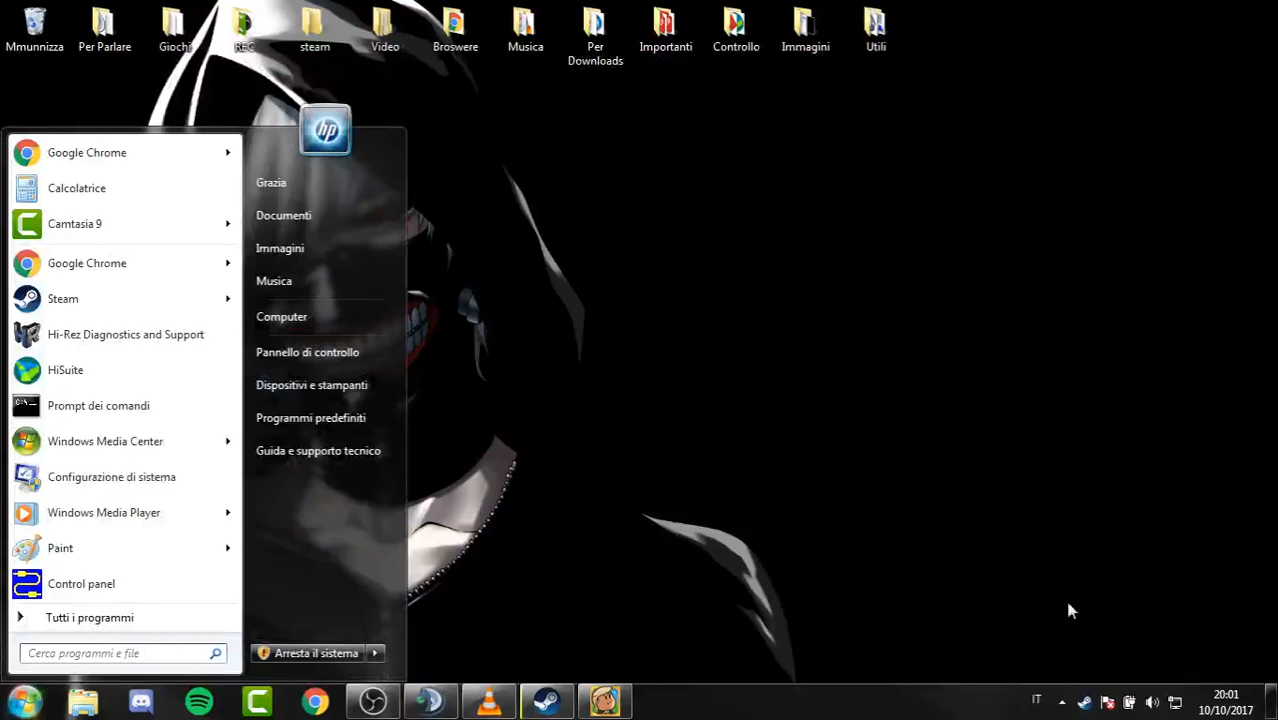 Mmunnizza
Per Parlare
Giochi
REC
steam
Video
Broswere
Musica
Per
Downloads
Importanti
Controllo
Immagini
Utili
hp
Google Chrome
Calcolatrice
Camtasia 9
Google Chrome
Steam
Hi-Rez Diagnostics and Support
HiSuite
Prompt dei comandi
Windows Media Center
Configurazione di sistema
Windows Media Player
Paint
Control panel
Tutti i programmi
Cerca programmi e file
Grazia
Documenti
Immagini
Musica
Computer
Pannello di controllo
Dispositivi e stampanti
Programmi predefiniti
Guida e supporto tecnico
Arresta il sistema
IT
20:01
10/10/2017